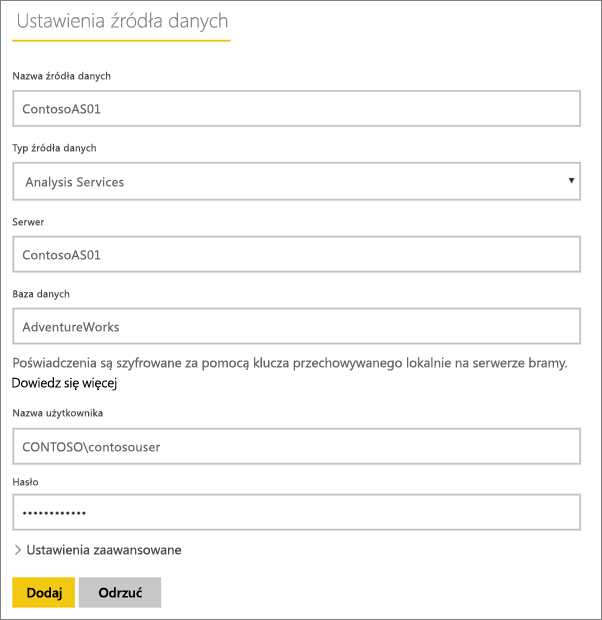 Ustawienia źródła danych
Nazwa źródła danych
ContosoAS01
Typ źródła danych
Analysis Services
Serwer
ContosoAS01
Baza danych
AdventureWorks
Poświadczenia są szyfrowane za pomocą klucza przechowywanego lokalnie na serwerze bramy.
Dowiedz się więcej
Nazwa użytkownika
CONTOSO\contosouser
Hasło
••••••••••••
Ustawienia zaawansowane
Dodaj Odrzuć